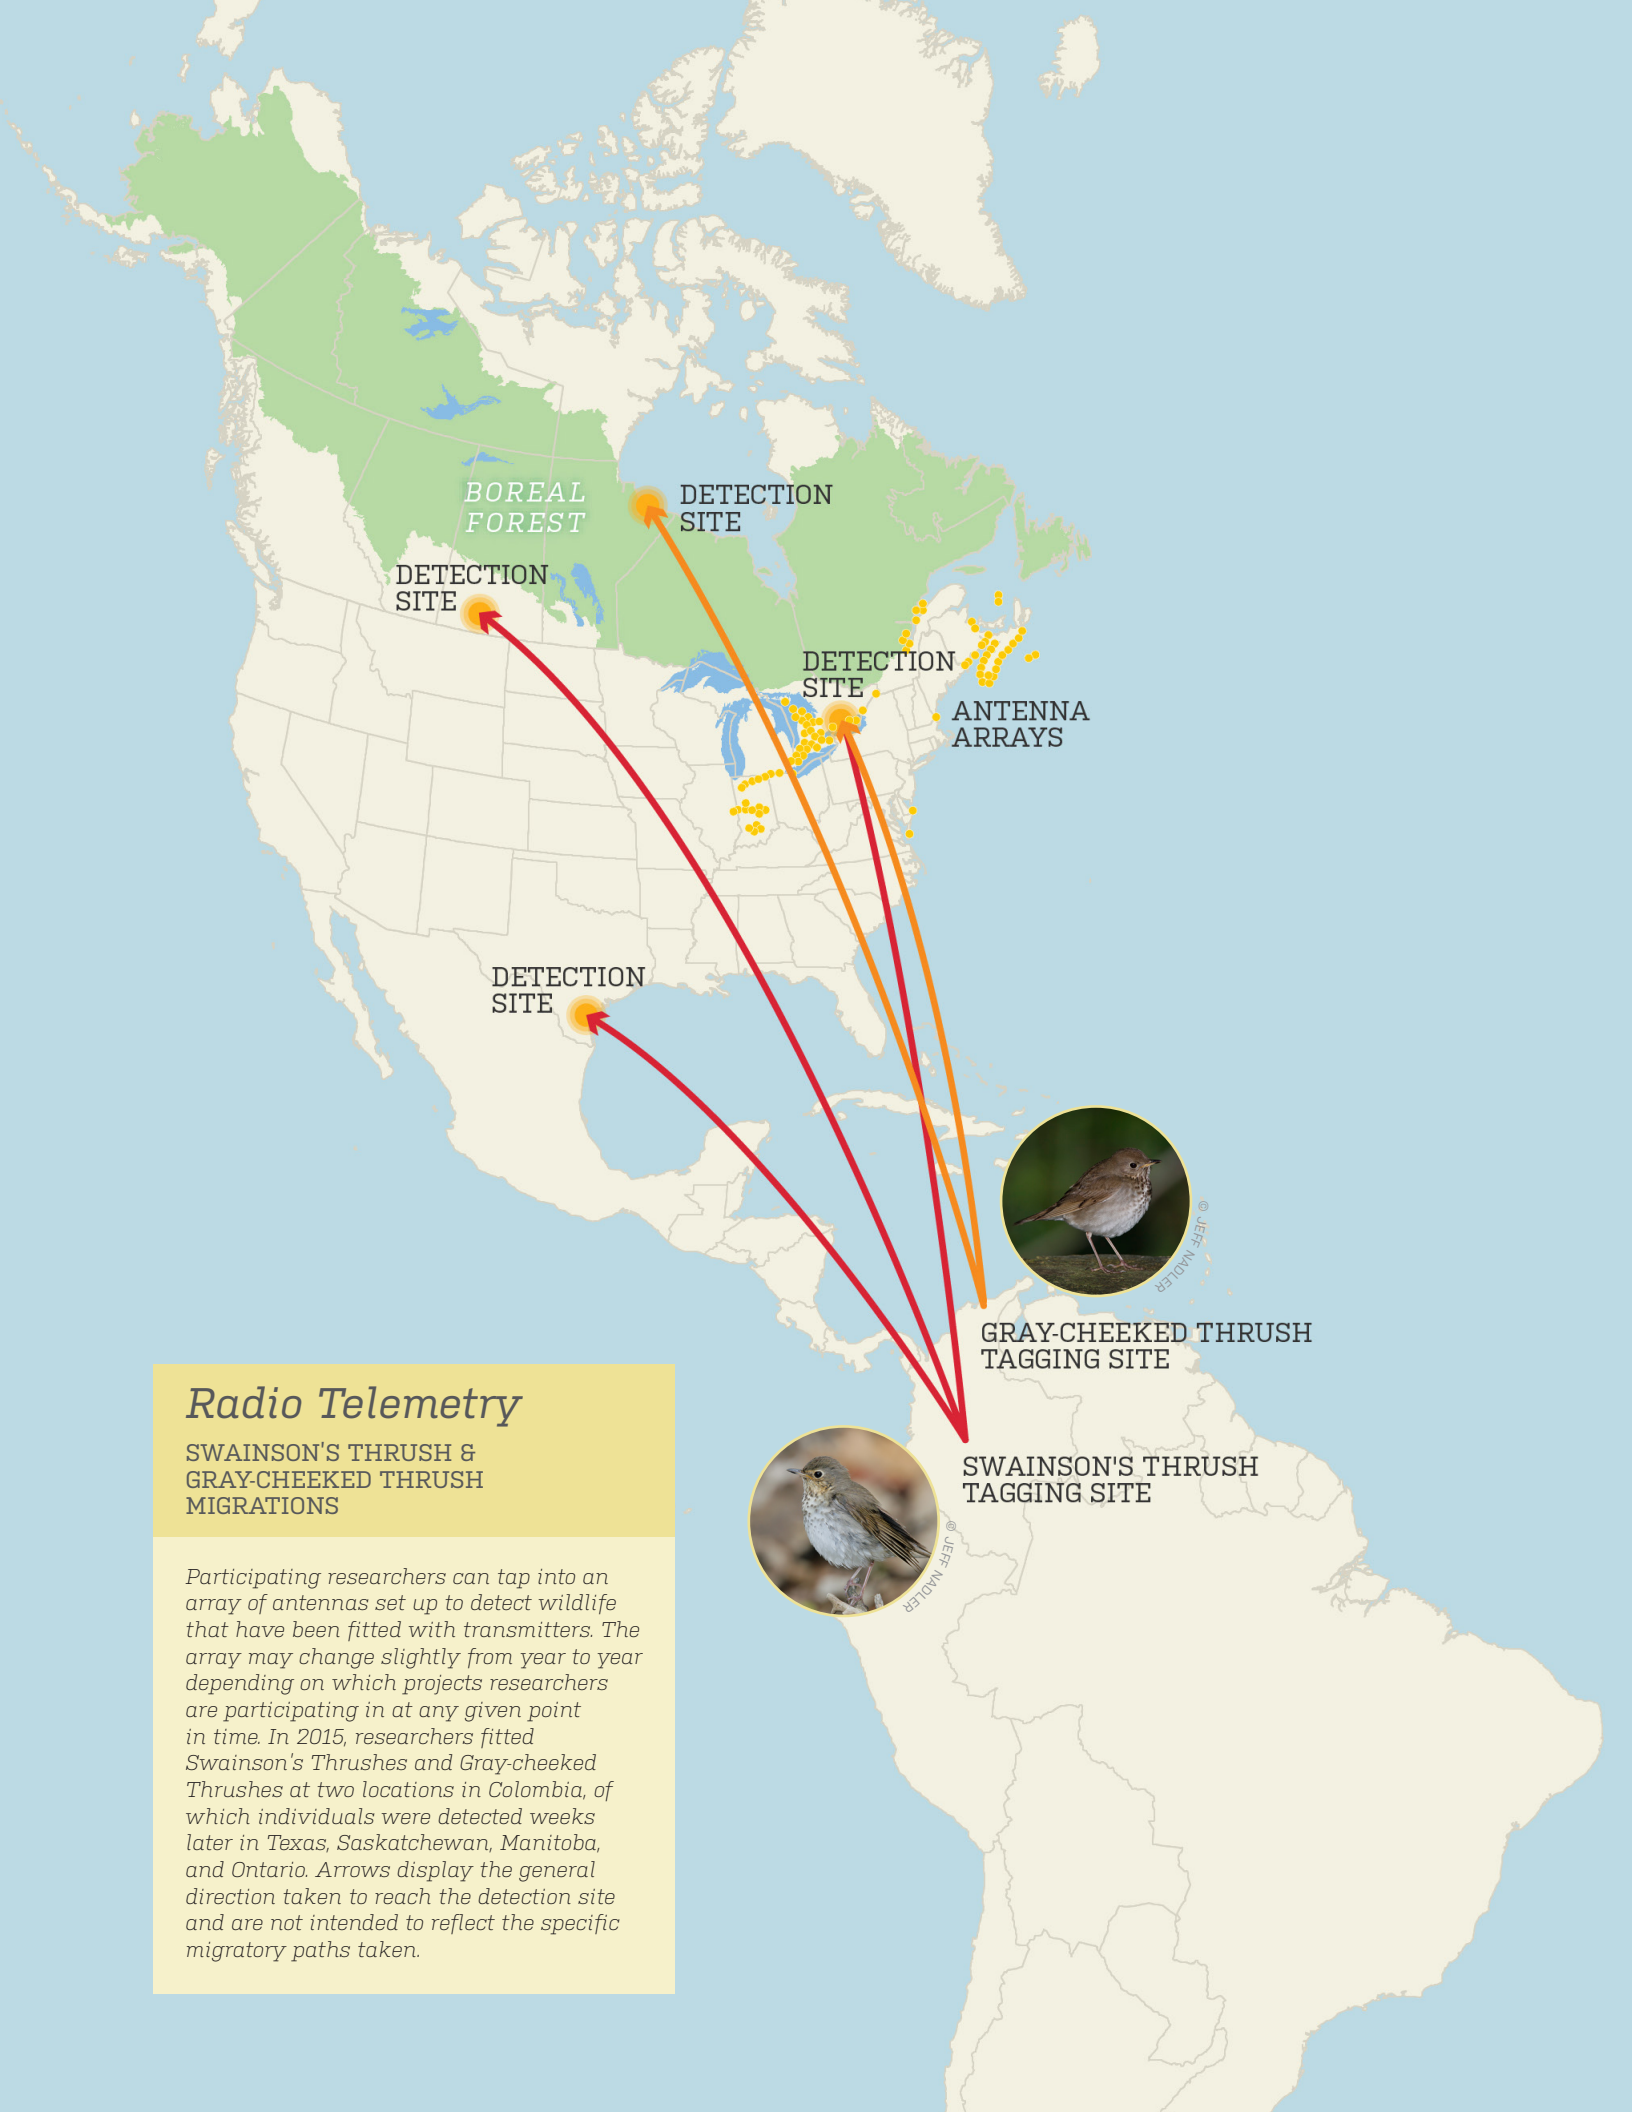 BOREAL
FOREST
DETECTION
SITE
DETECTION
SITE
DETECTION
SITE
ANTENNA
ARRAYS
DETECTION
SITE
© JEFF NADLER
GRAY-CHEEKED THRUSH
TAGGING SITE
SWAINSON'S THRUSH
TAGGING SITE
© JEFF NADLER
Radio Telemetry
SWAINSON'S THRUSH &
GRAY-CHEEKED THRUSH
MIGRATIONS
Participating researchers can tap into an
array of antennas set up to detect wildlife
that have been fitted with transmitters. The
array may change slightly from year to year
depending on which projects researchers
are participating in at any given point
in time. In 2015, researchers fitted
Swainson's Thrushes and Gray-cheeked
Thrushes at two locations in Colombia, of
which individuals were detected weeks
later in Texas, Saskatchewan, Manitoba,
and Ontario. Arrows display the general
direction taken to reach the detection site
and are not intended to reflect the specific
migratory paths taken.